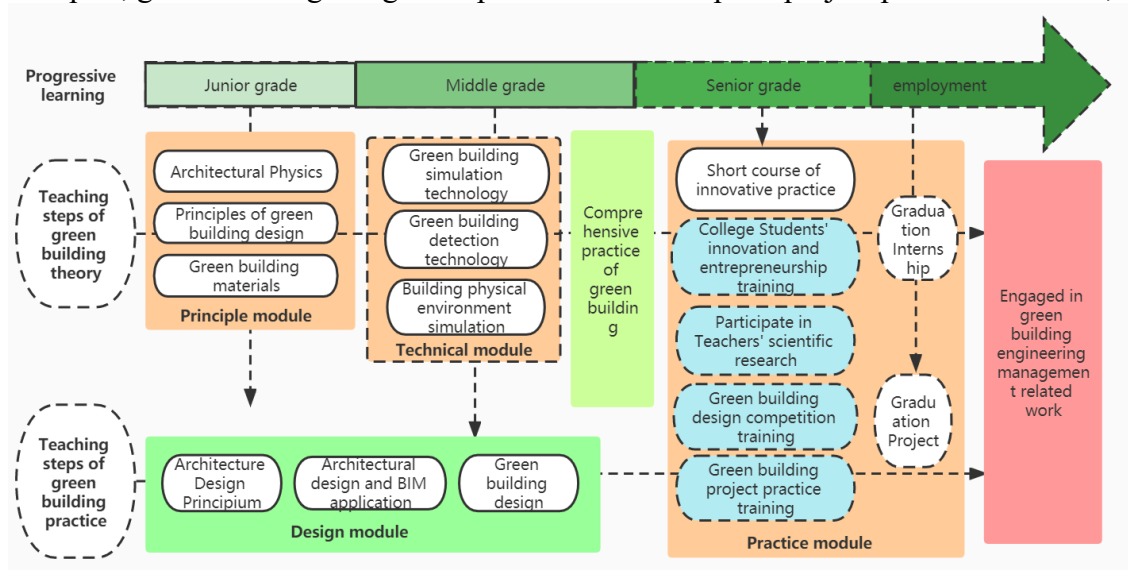 Progressive
learning
Junior grade
Middle grade
Senior grade
employment
Teaching
steps of
green
building
theory
Architectural Physics
Principles of green
building design
Green building
materials
Principle module
Green building
simulation
technology
Green building
detection
technology
Building physical
environment
simulation
Technical module
Compre
hensive
practice
of
green
buildin
g
Short course of
innovative practice
College Students'
innovation and
entrepreneurship
training
Participate in
Teachers' scientific
research
Green building
design competition
training
Green building
project practice
training
Practice module
Gradua
tion
Interns
hip
Gradu
ation
Project
Engaged in
green
building
engineering
managemen
t related
work
Teaching
steps of
green
building
practice
Architecture
Design
Principium
Architectural
design and BIM
application
Green
building
design
Design module